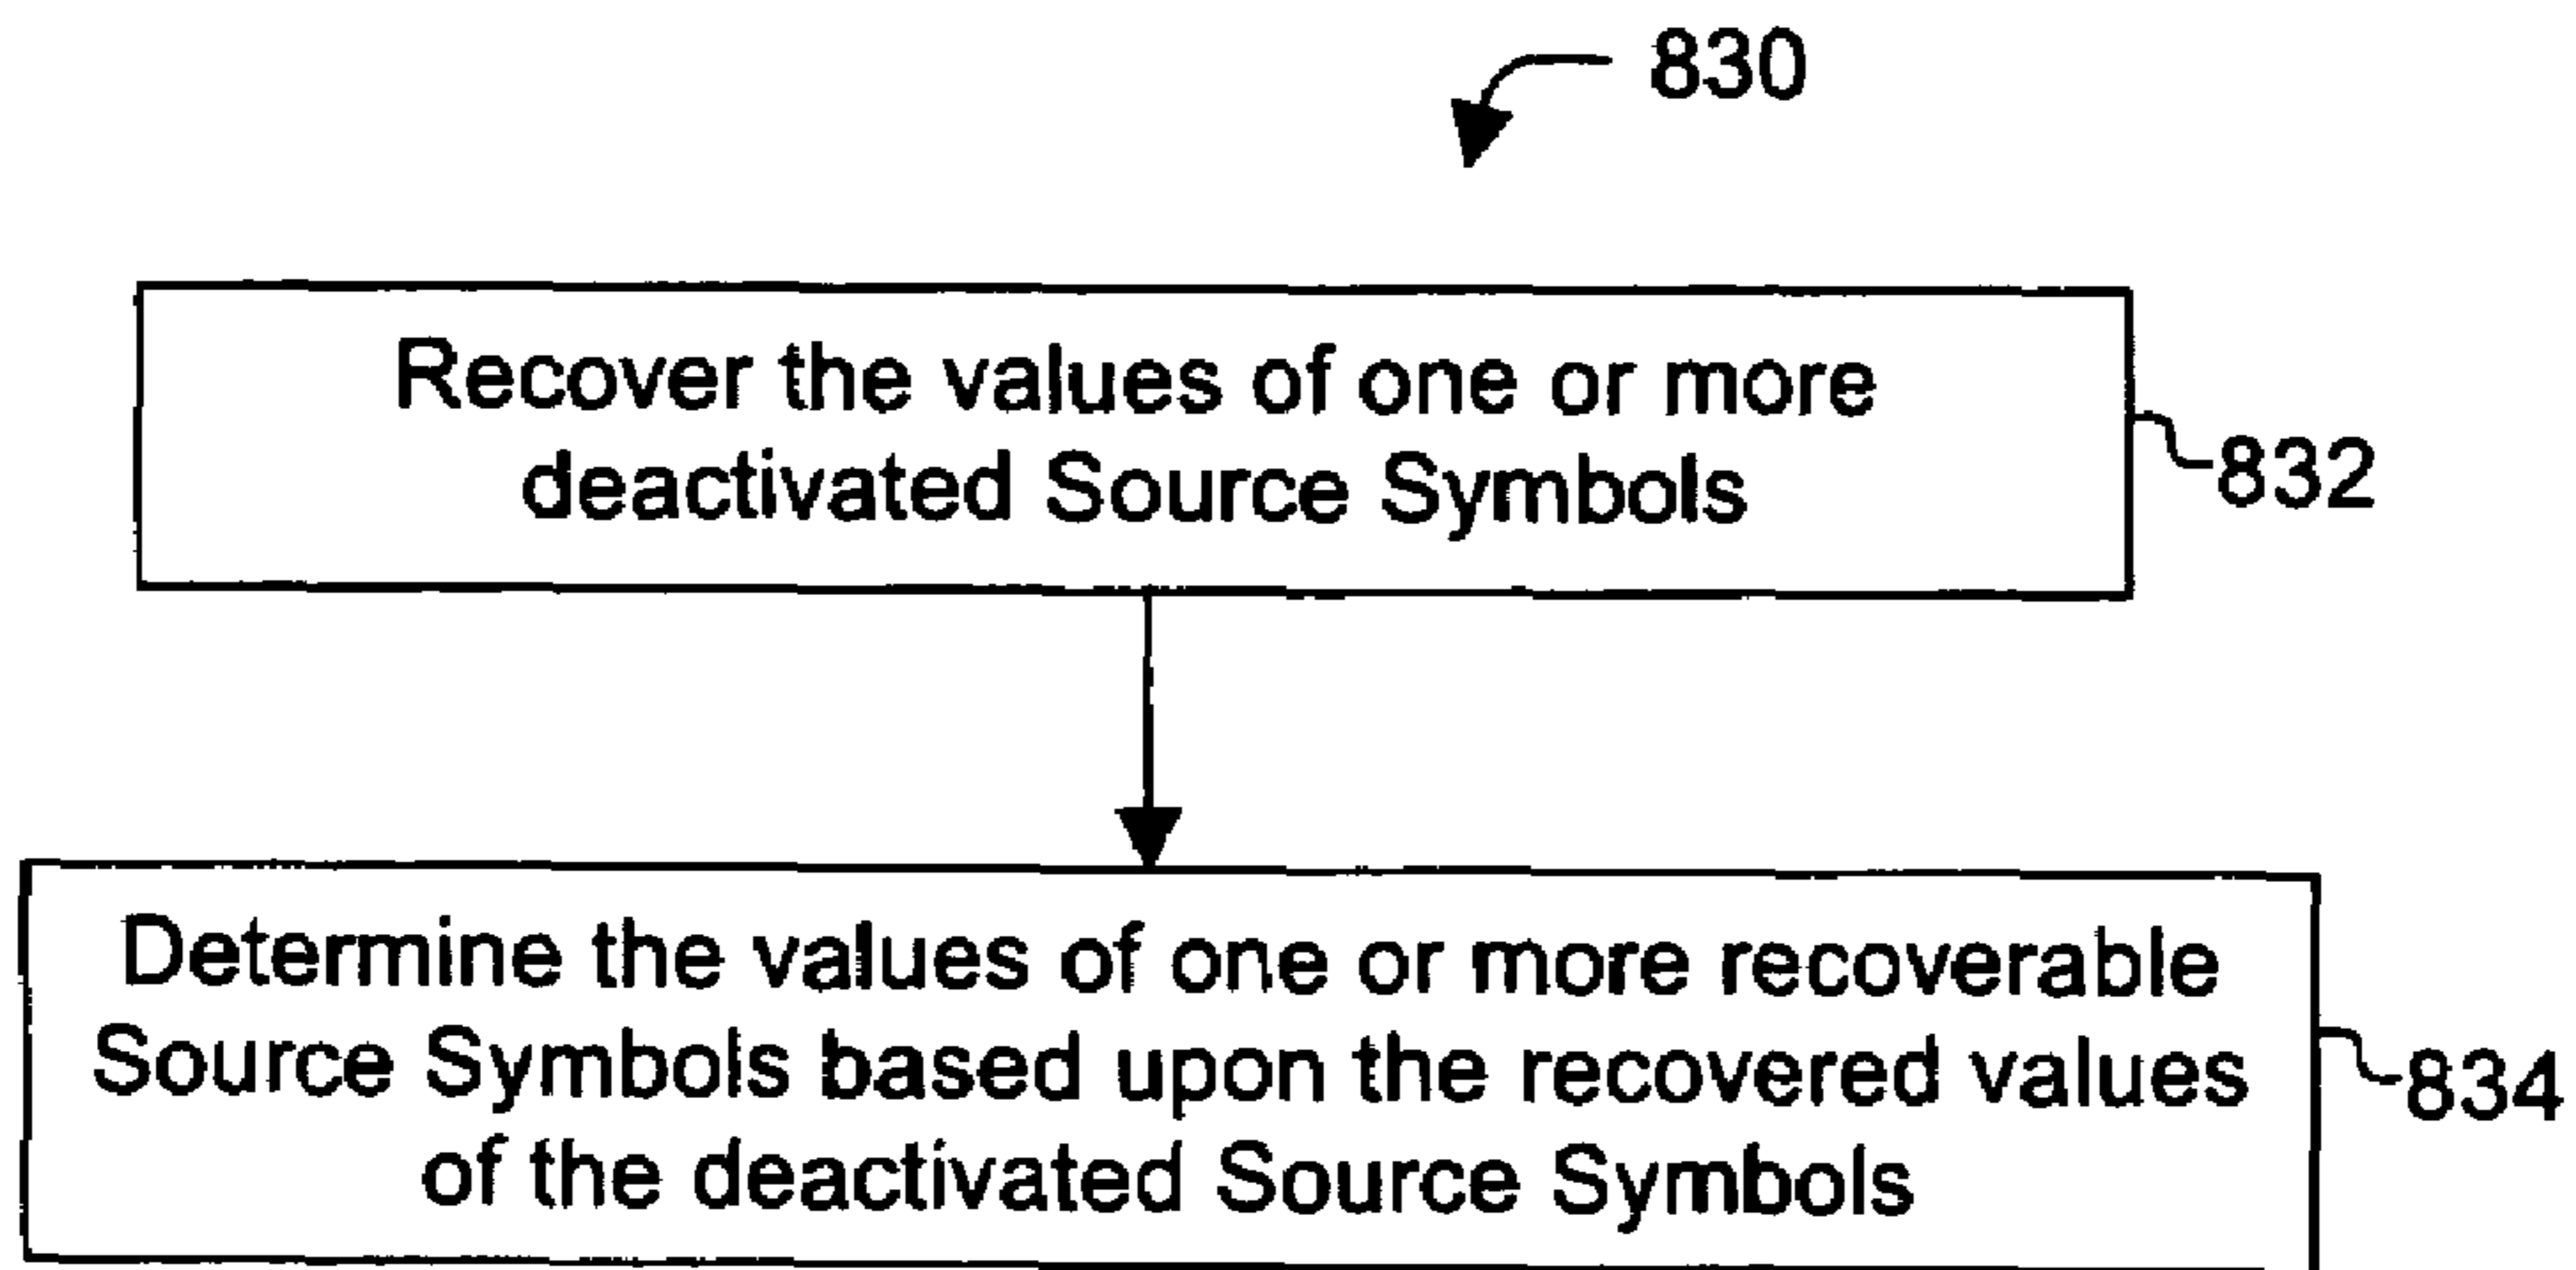 830
Recover the values of one or more
deactivated Source Symbols
832
Determine the values of one or more recoverable
Source Symbols based upon the recovered values
of the deactivated Source Symbols
834